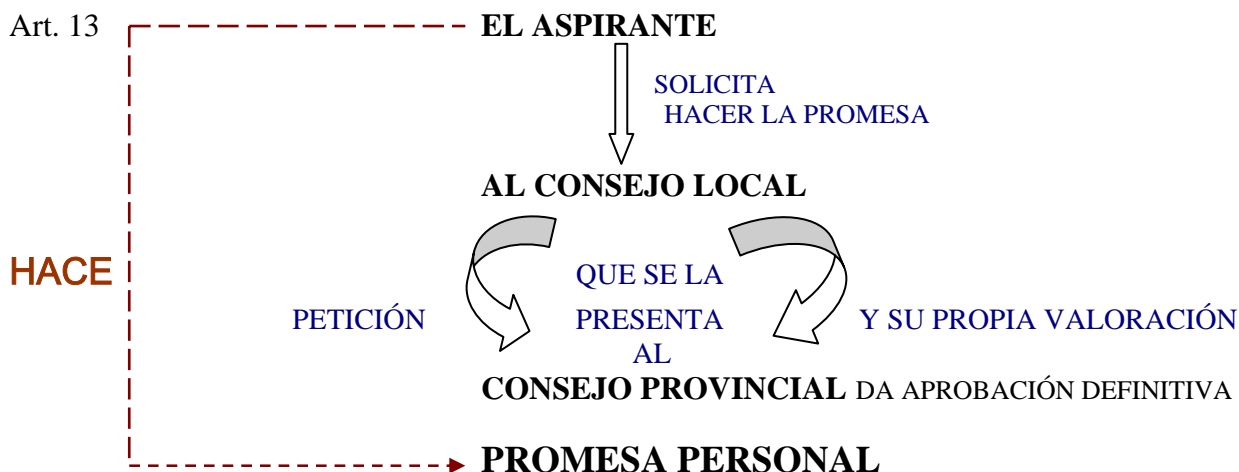 Art. 13
EL ASPIRANTE
SOLICITA
HACER LA PROMESA
AL CONSEJO LOCAL
HACE
QUE SE LA
PETICIÓN
PRESENTA
Y SU PROPIA VALORACIÓN
AL
CONSEJO PROVINCIAL DA APROBACIÓN DEFINITIVA
PROMESA PERSONAL